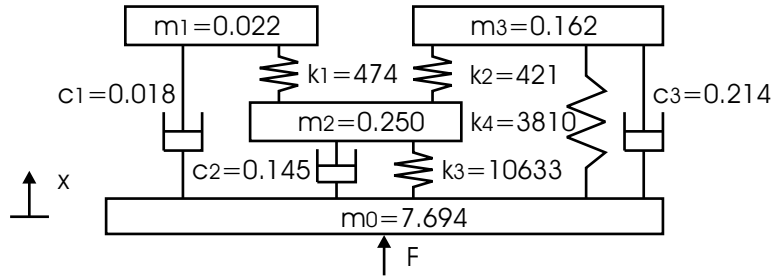 m1=0.022
m3=0.162
k1=474
k2=421
c1=0.018
c3=0.214
m2=0.250
k4=3810
c2=0.145
k3=10633
x
m0=7.694
F